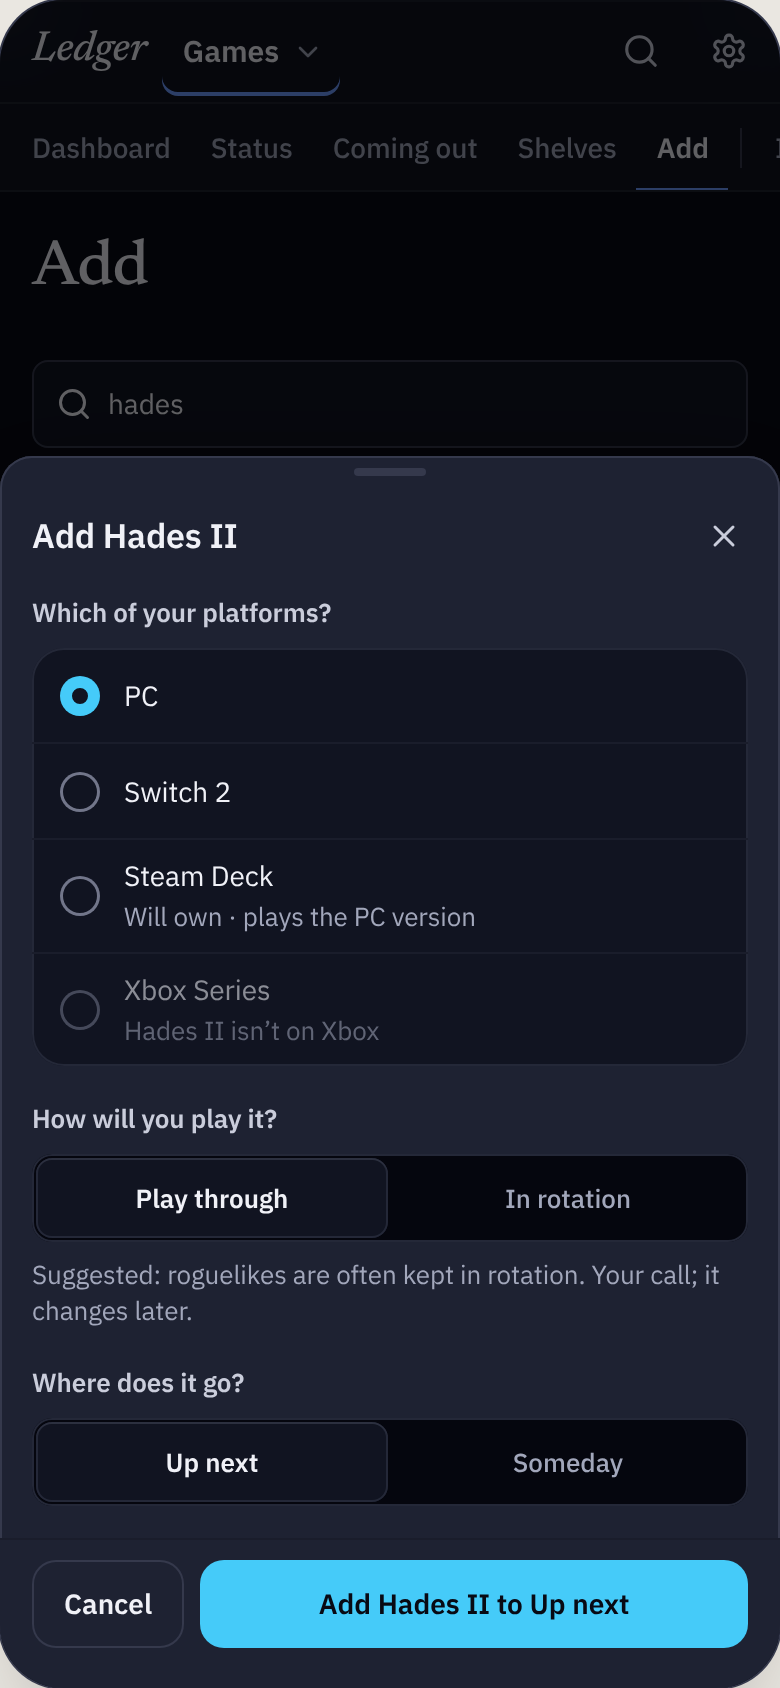 Ledger Games
Dashboard Status Coming out Shelves Add
Add
hades
Add Hades II
Which of your platforms?
PC
Switch 2
Steam Deck
Will own · plays the PC version
Xbox Series
Hades II isn’t on Xbox
How will you play it?
Play through In rotation
Suggested: roguelikes are often kept in rotation. Your call; it
changes later.
Where does it go?
Up next Someday
Cancel Add Hades II to Up next